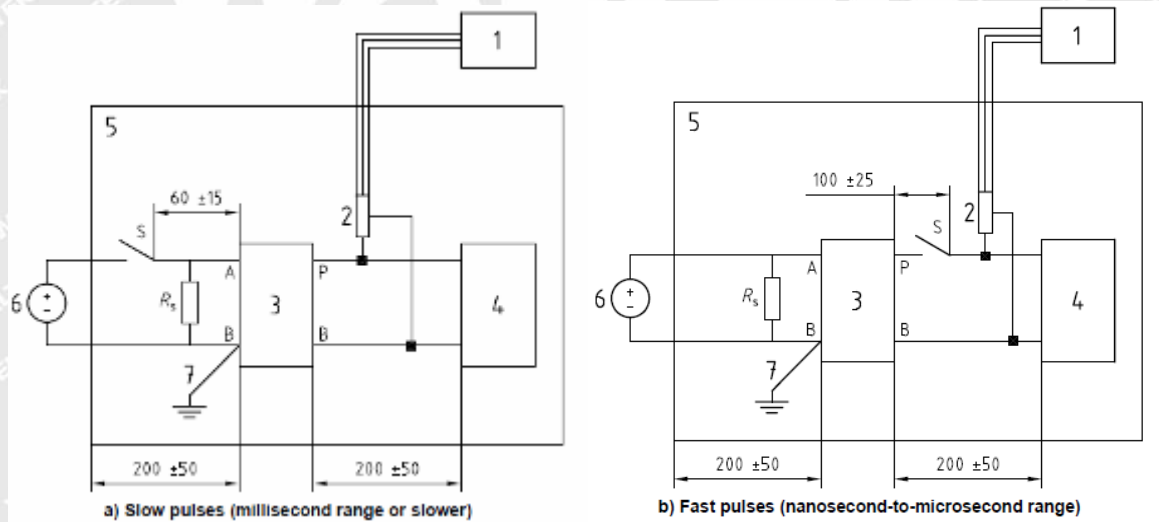 1
5
60 ±15
2
S
A
P
6
+
-
Rs
3
4
B
B
7
200 ±50
200 ±50
a) Slow pulses (millisecond range or slower)
1
5
100 ±25
2
S
A
P
6
+
-
Rs
3
4
B
B
7
200 ±50
200 ±50
b) Fast pulses (nanosecond-to-microsecond range)